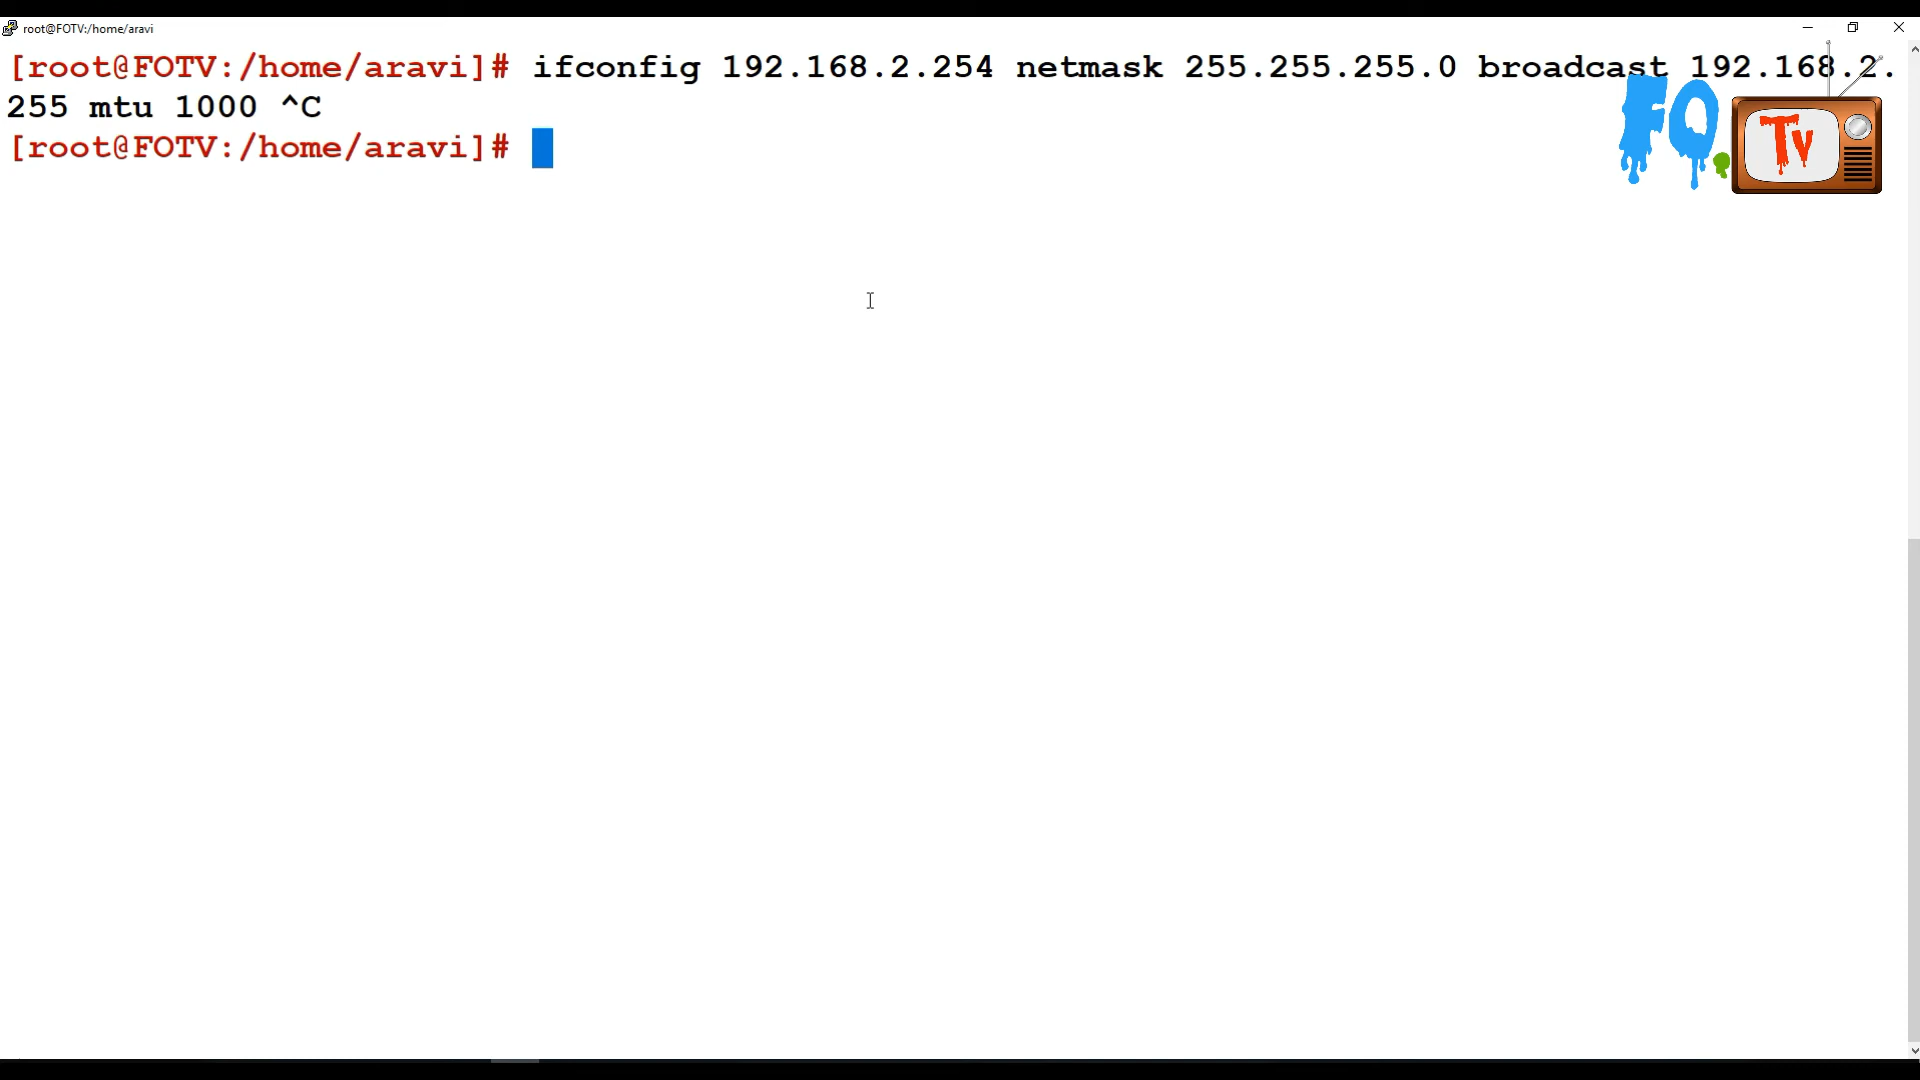 root@FOTV:/home/aravi
[root@FOTV:/home/aravi]# ifconfig 192.168.2.254 netmask 255.255.255.0 broadcast 192.168.2.
255 mtu 1000 ^C
[root@FOTV:/home/aravi]#
FO.
Tv